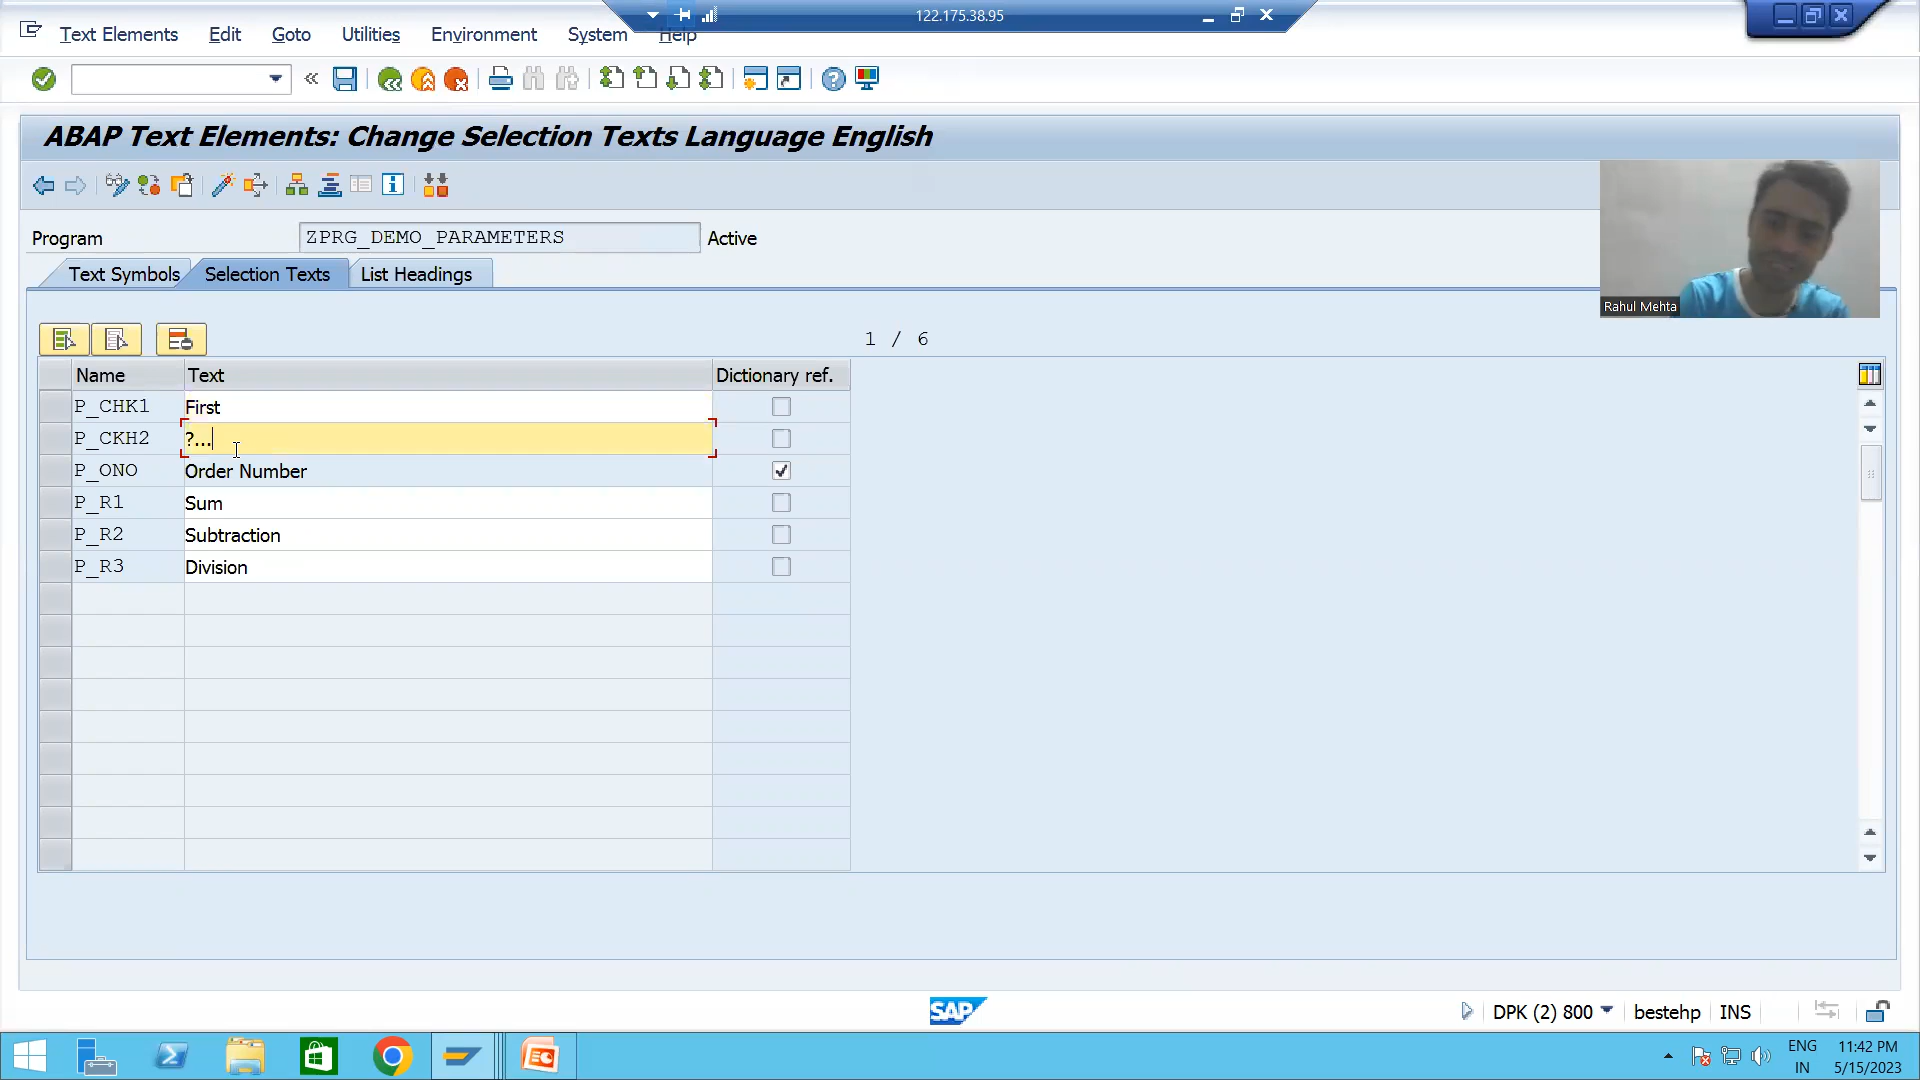 122.175.38.95
Text Elements Edit Goto Utilities Environment System Help
ABAP Text Elements: Change Selection Texts Language English
Program ZPRG_DEMO_PARAMETERS Active
Text Symbols Selection Texts List Headings
Rahul Mehta
1 / 6
Name Text Dictionary ref.
P_CHK1 First
P_CKH2 ?...
P_ONO Order Number
P_R1 Sum
P_R2 Subtraction
P_R3 Division
SAP
DPK (2) 800 bestehp INS
ENG 11:42 PM
IN 5/15/2023